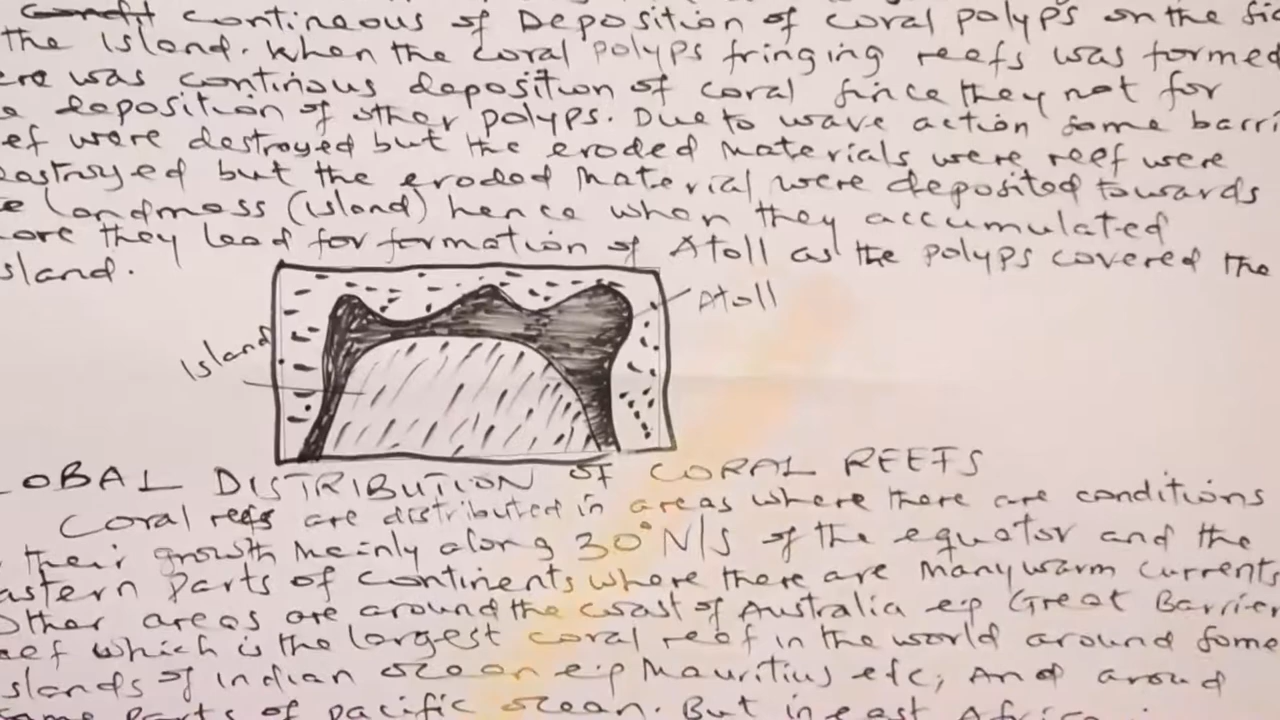 continuous of Deposition of coral polyps on the sid
the Island. When the coral polyps fringing reefs was formed
ere was continous deposition of coral since they not for
e deposition of other polyps. Due to wave action some barri
ef were destroyed but the eroded materials were reef were
eastroyed but the eroded material were deposited towards
e landmass (island) hence when they accumulated
ore they lead for formation of Atoll as the polyps covered the
sland.
Atoll
Island
LOBAL DISTRIBUTION OF CORAL REEFS
Coral reefs are distributed in areas where there are conditions
their growth mainly along 30° N/S of the equator and the
astern parts of continents where there are many warm currents
Other areas are around the coast of Australia e.g Great Barrier
eef which is the largest coral reef in the world around some
slands of indian ocean e.g Mauritius etc, And aroud
ome parts of pacific ocean. But in east Africa